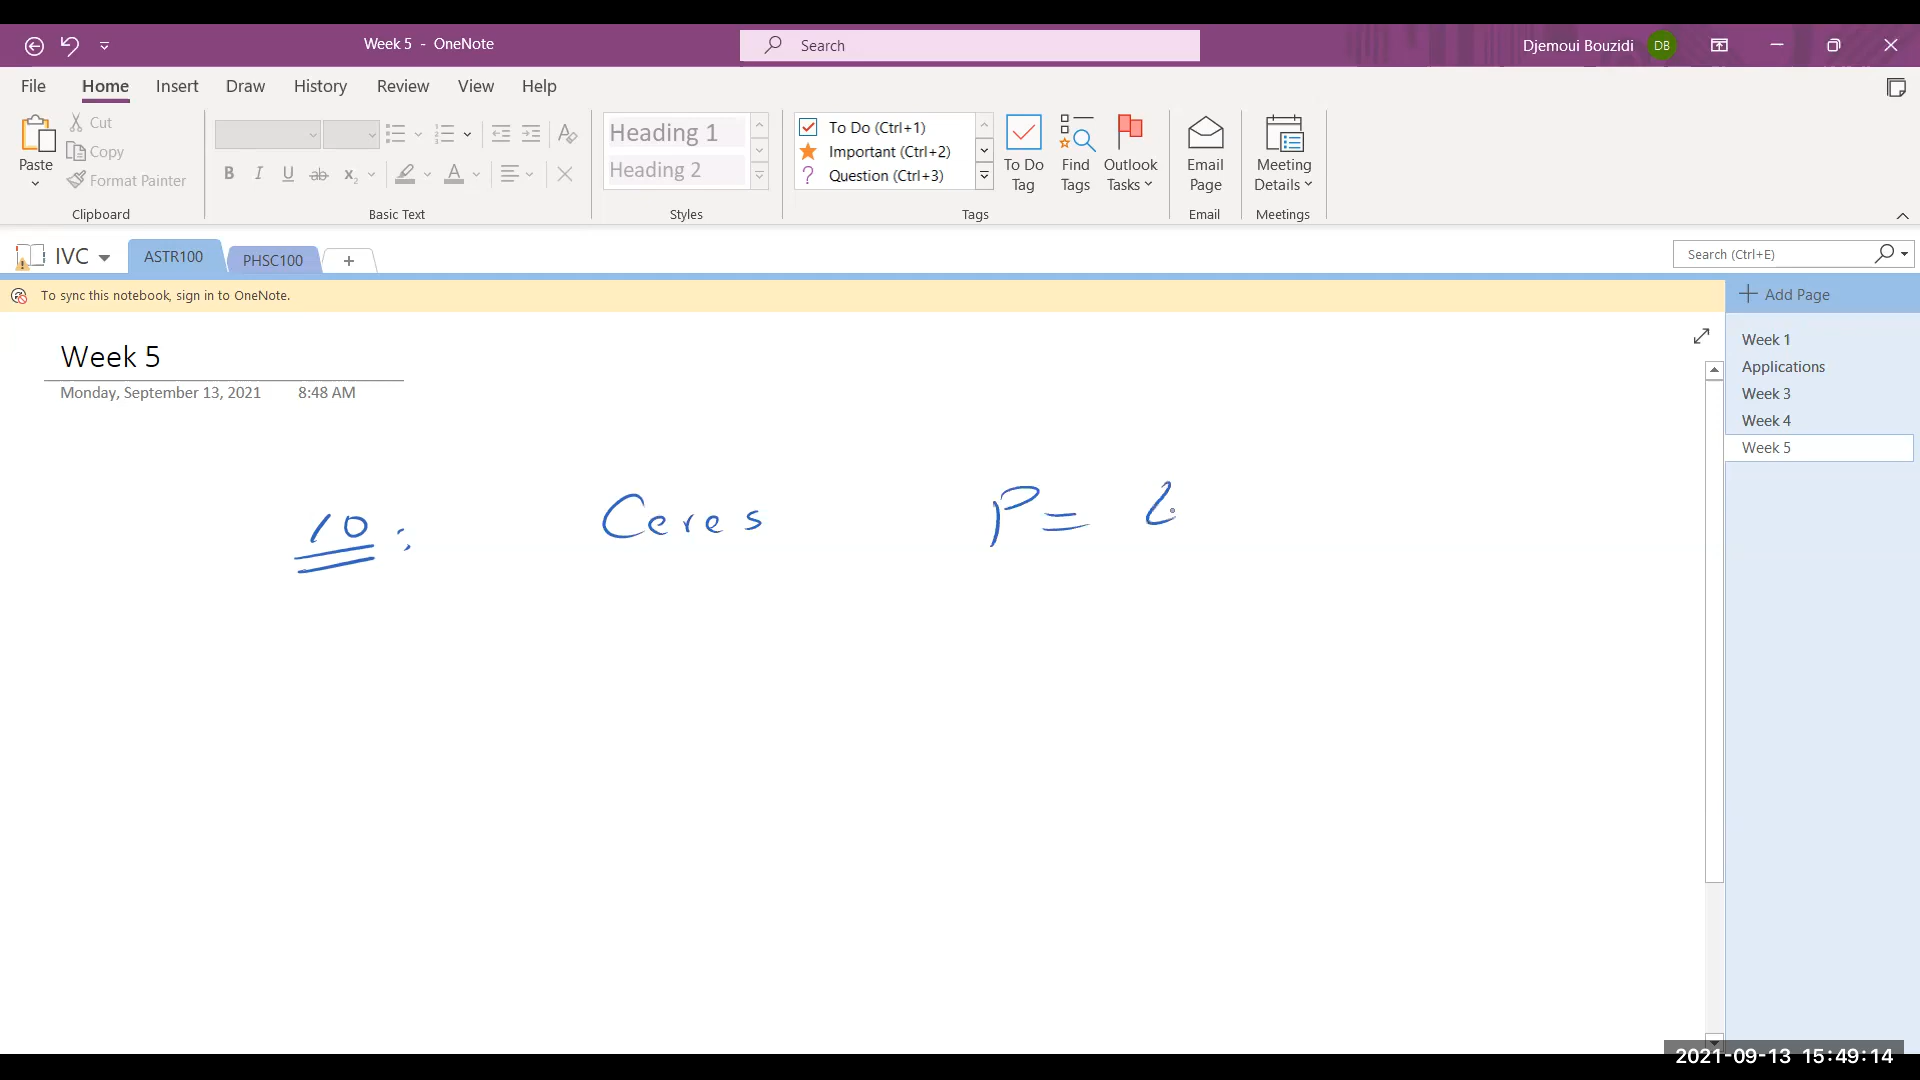 Week 5 - OneNote
Search
Djemoui Bouzidi DB
File Home Insert Draw History Review View Help
Paste
Cut
Copy
Format Painter
Clipboard
B I U ab x2 A
Basic Text
Heading 1
Heading 2
Styles
To Do (Ctrl+1)
Important (Ctrl+2)
? Question (Ctrl+3)
To Do Tag
Find Tags
Outlook Tasks
Tags
Email Page
Email
Meeting Details
Meetings
IVC ASTR100 PHSC100 +
Search (Ctrl+E)
To sync this notebook, sign in to OneNote.
Add Page
Week 1
Applications
Week 3
Week 4
Week 5
Week 5
Monday, September 13, 2021 8:48 AM
10 : Ceres P =
2021-09-13 15:49:14